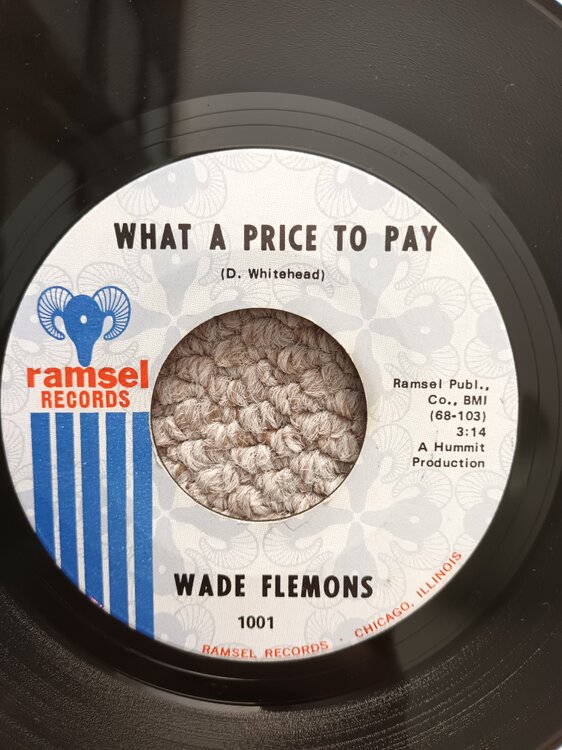 WHAT A PRICE TO PAY
(D. Whitehead)
ramsel
RECORDS
Ramsel Publ.,
Co., BMI
(68-103)
3:14
A Hummit
Production
WADE FLEMONS
1001
RAMSEL RECORDS · CHICAGO, ILLINOIS